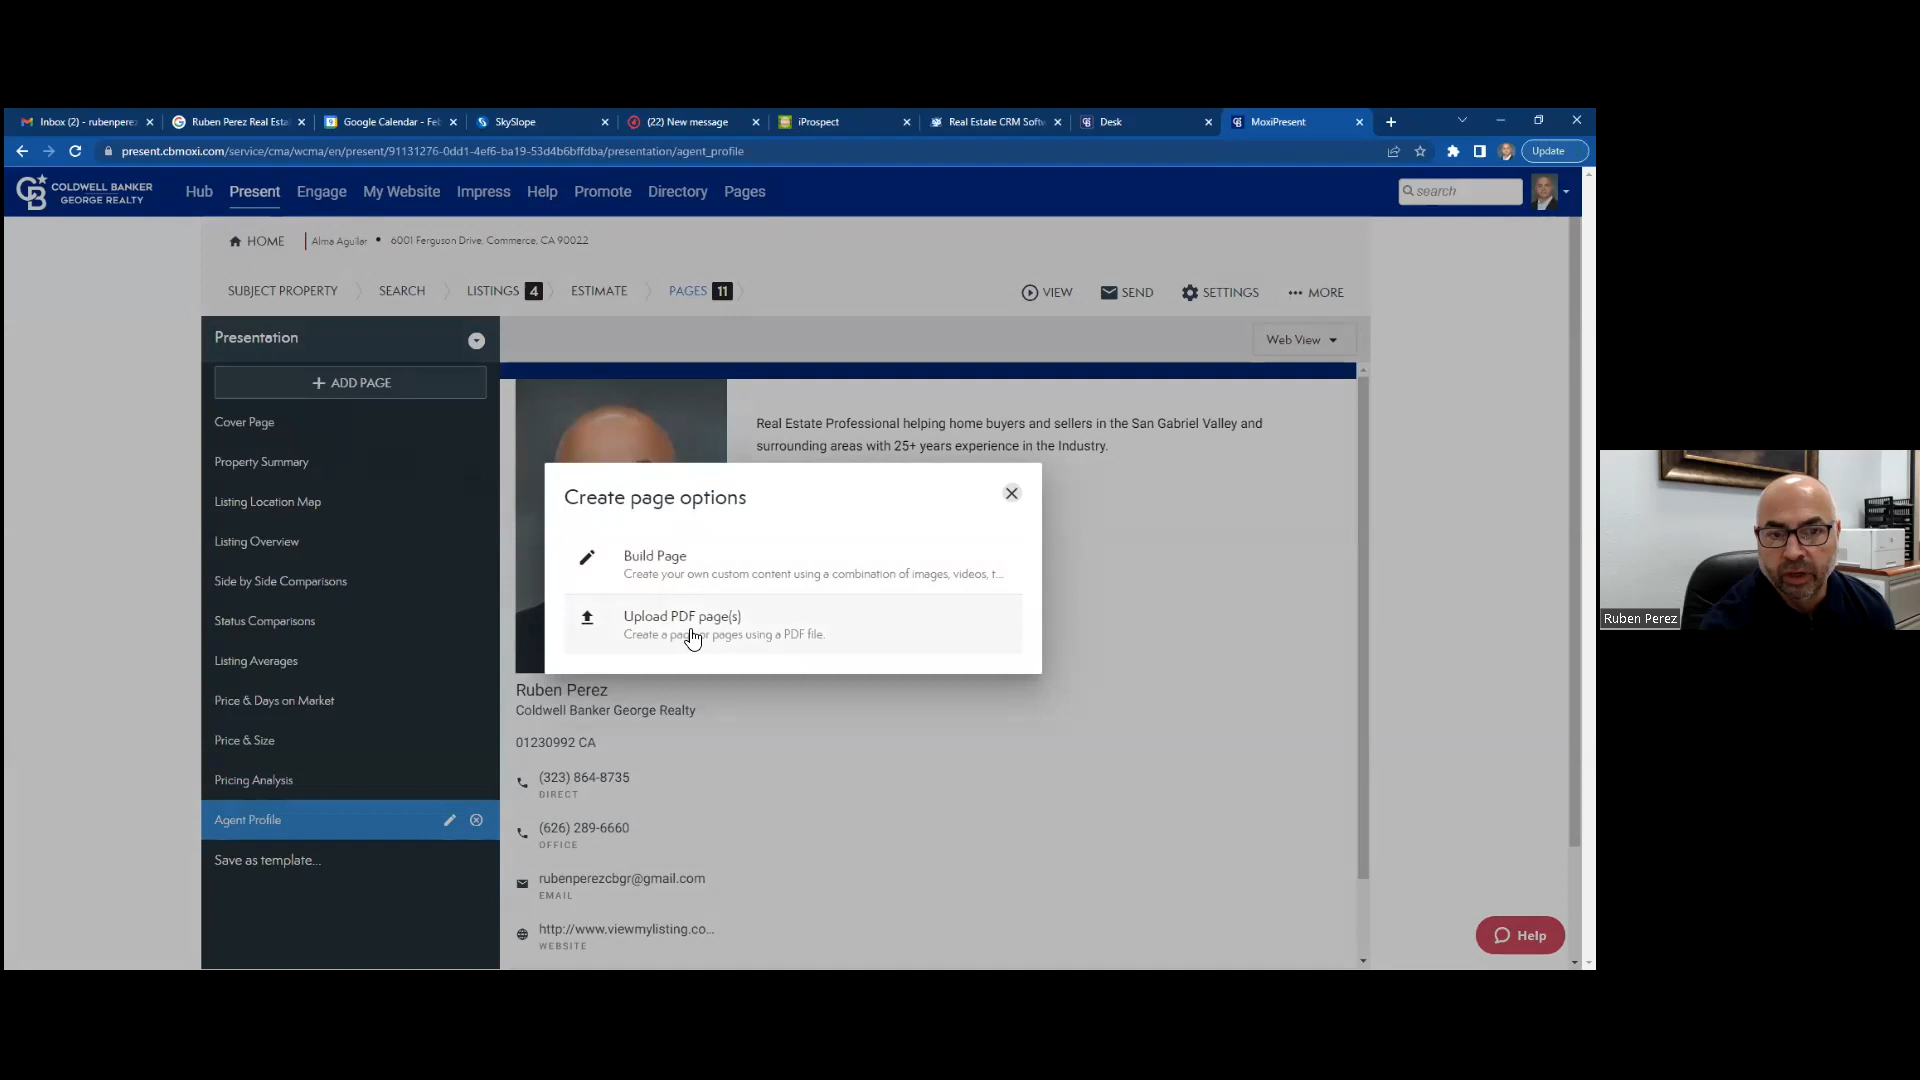 Inbox (2) - rubenperez
Ruben Perez Real Esta
Google Calendar - Feb
SkySlope
(22) New message
iProspect
Real Estate CRM Softw
Desk
MoxiPresent
present.cbmoxi.com/service/cma/wcma/en/present/91131276-0dd1-4ef6-ba19-53d4b6bffdba/presentation/agent_profile
Update
CB COLDWELL BANKER
GEORGE REALTY
Hub
Present
Engage
My Website
Impress
Help
Promote
Directory
Pages
search
HOME
Alma Aguilar • 6001 Ferguson Drive, Commerce, CA 90022
SUBJECT PROPERTY
SEARCH
LISTINGS 4
ESTIMATE
PAGES 11
VIEW
SEND
SETTINGS
MORE
Presentation
Web View
+ ADD PAGE
Cover Page
Property Summary
Listing Location Map
Listing Overview
Side by Side Comparisons
Status Comparisons
Listing Averages
Price & Days on Market
Price & Size
Pricing Analysis
Agent Profile
Save as template...
Real Estate Professional helping home buyers and sellers in the San Gabriel Valley and
surrounding areas with 25+ years experience in the Industry.
Create page options
Build Page
Create your own custom content using a combination of images, videos, t...
Upload PDF page(s)
Create a page or pages using a PDF file.
Ruben Perez
Coldwell Banker George Realty
01230992 CA
(323) 864-8735
DIRECT
(626) 289-6660
OFFICE
rubenperezcbgr@gmail.com
EMAIL
http://www.viewmylisting.co...
WEBSITE
Help
Ruben Perez